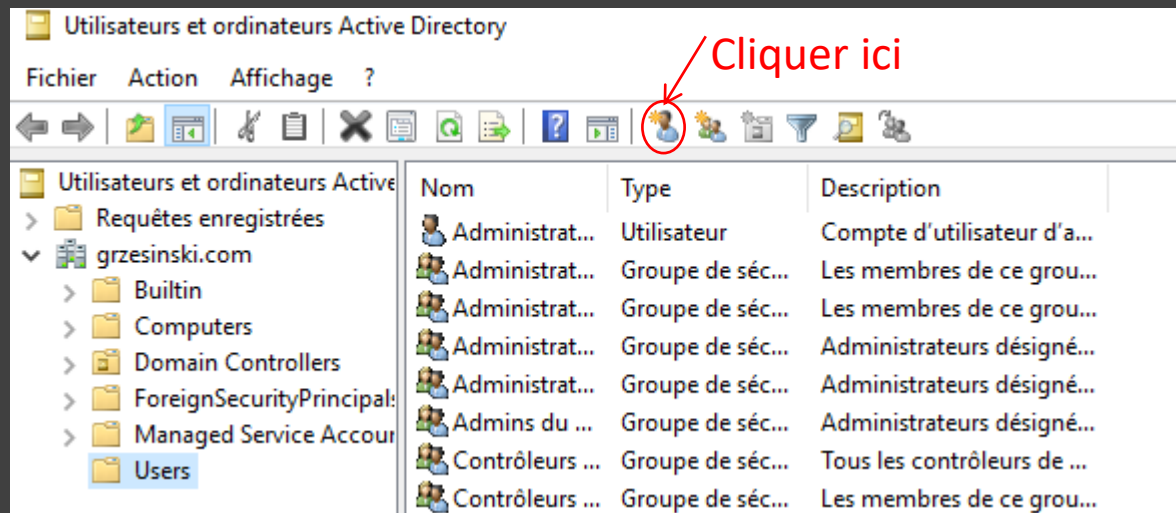 Utilisateurs et ordinateurs Active Directory
Cliquer ici
Fichier Action Affichage ?
Utilisateurs et ordinateurs Active
Requêtes enregistrées
grzesinski.com
Builtin
Computers
Domain Controllers
ForeignSecurityPrincipals
Managed Service Accour
Users
Nom Type Description
Administrat... Utilisateur Compte d'utilisateur d'a...
Administrat... Groupe de séc... Les membres de ce grou...
Administrat... Groupe de séc... Les membres de ce grou...
Administrat... Groupe de séc... Administrateurs désigné...
Administrat... Groupe de séc... Administrateurs désigné...
Admins du ... Groupe de séc... Administrateurs désigné...
Contrôleurs ... Groupe de séc... Tous les contrôleurs de ...
Contrôleurs ... Groupe de séc... Les membres de ce grou...